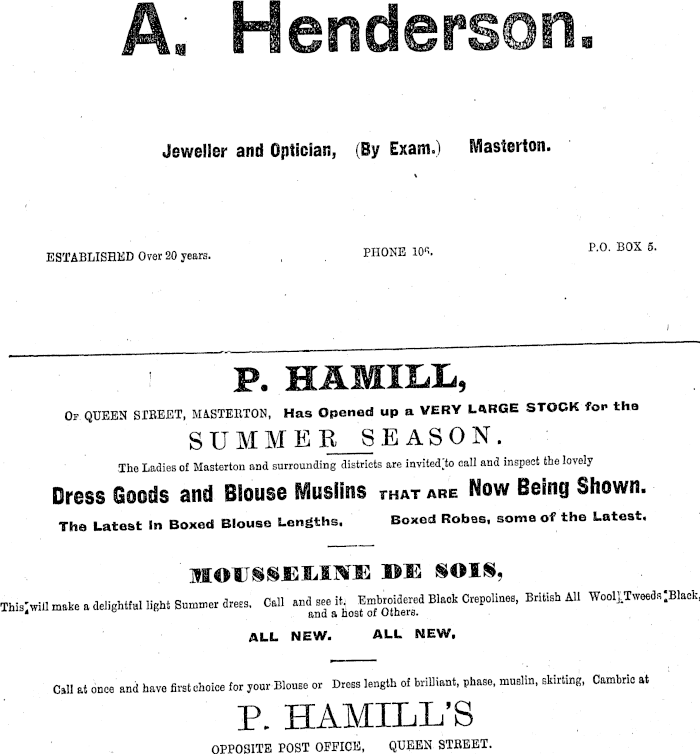 A. Henderson.
Jeweller and Optician, (By Exam.) Masterton.
ESTABLISHED Over 20 years. PHONE 106. P.O. BOX 5.
P. HAMILL,
OF QUEEN STREET, MASTERTON, Has Opened up a VERY LARGE STOCK for the
SUMMER SEASON.
The Ladies of Masterton and surrounding districts are invited to call and inspect the lovely
Dress Goods and Blouse Muslins THAT ARE Now Being Shown.
The Latest in Boxed Blouse Lengths. Boxed Robes, some of the Latest.
MOUSSELINE DE SOIS,
This will make a delightful light Summer dress. Call and see it. Embroidered Black Crepolines, British All Wool Tweeds Black,
and a host of Others.
ALL NEW. ALL NEW.
Call at once and have first choice for your Blouse or Dress length of brilliant, phase, muslin, skirting, Cambric at
P. HAMILL'S
OPPOSITE POST OFFICE, QUEEN STREET.